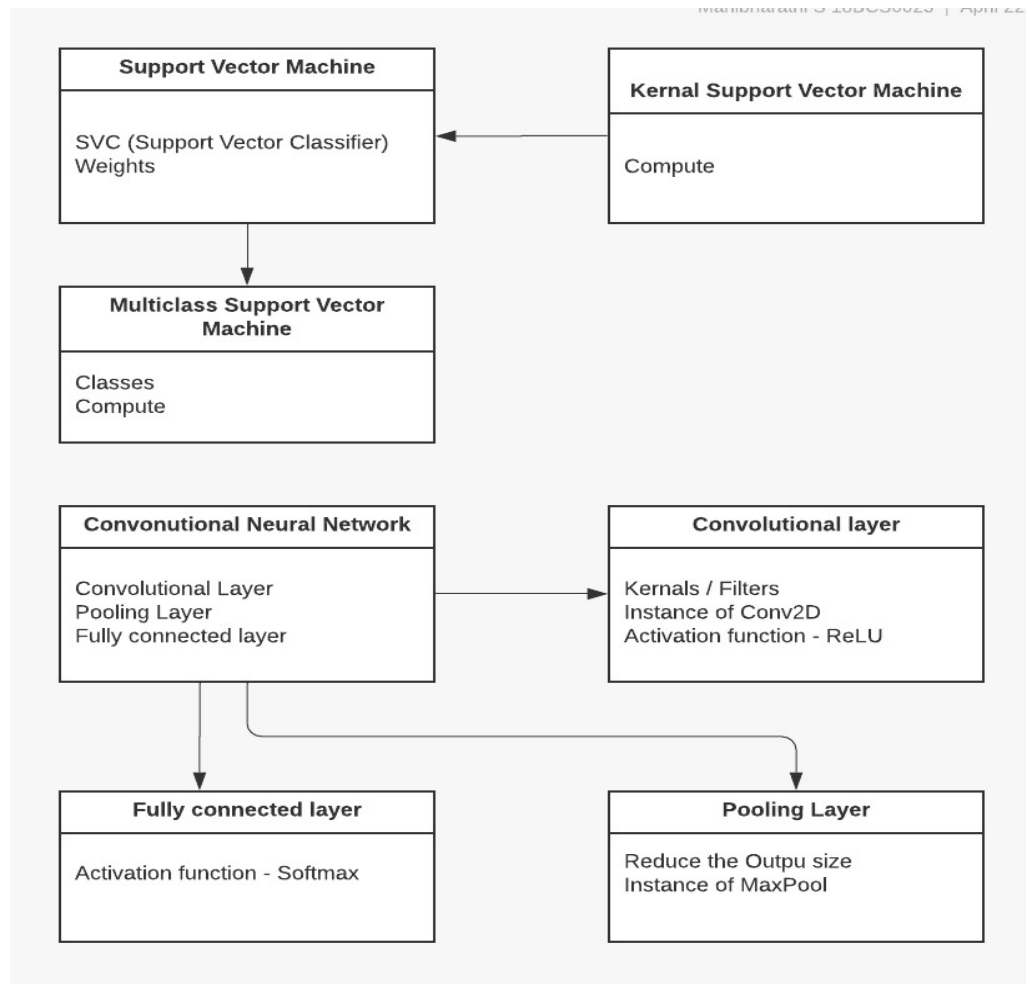 Support Vector Machine
SVC (Support Vector Classifier)
Weights
Kernal Support Vector Machine
Compute
Multiclass Support Vector
Machine
Classes
Compute
Convonutional Neural Network
Convolutional Layer
Pooling Layer
Fully connected layer
Convolutional layer
Kernals / Filters
Instance of Conv2D
Activation function - ReLU
Fully connected layer
Activation function - Softmax
Pooling Layer
Reduce the Outpu size
Instance of MaxPool